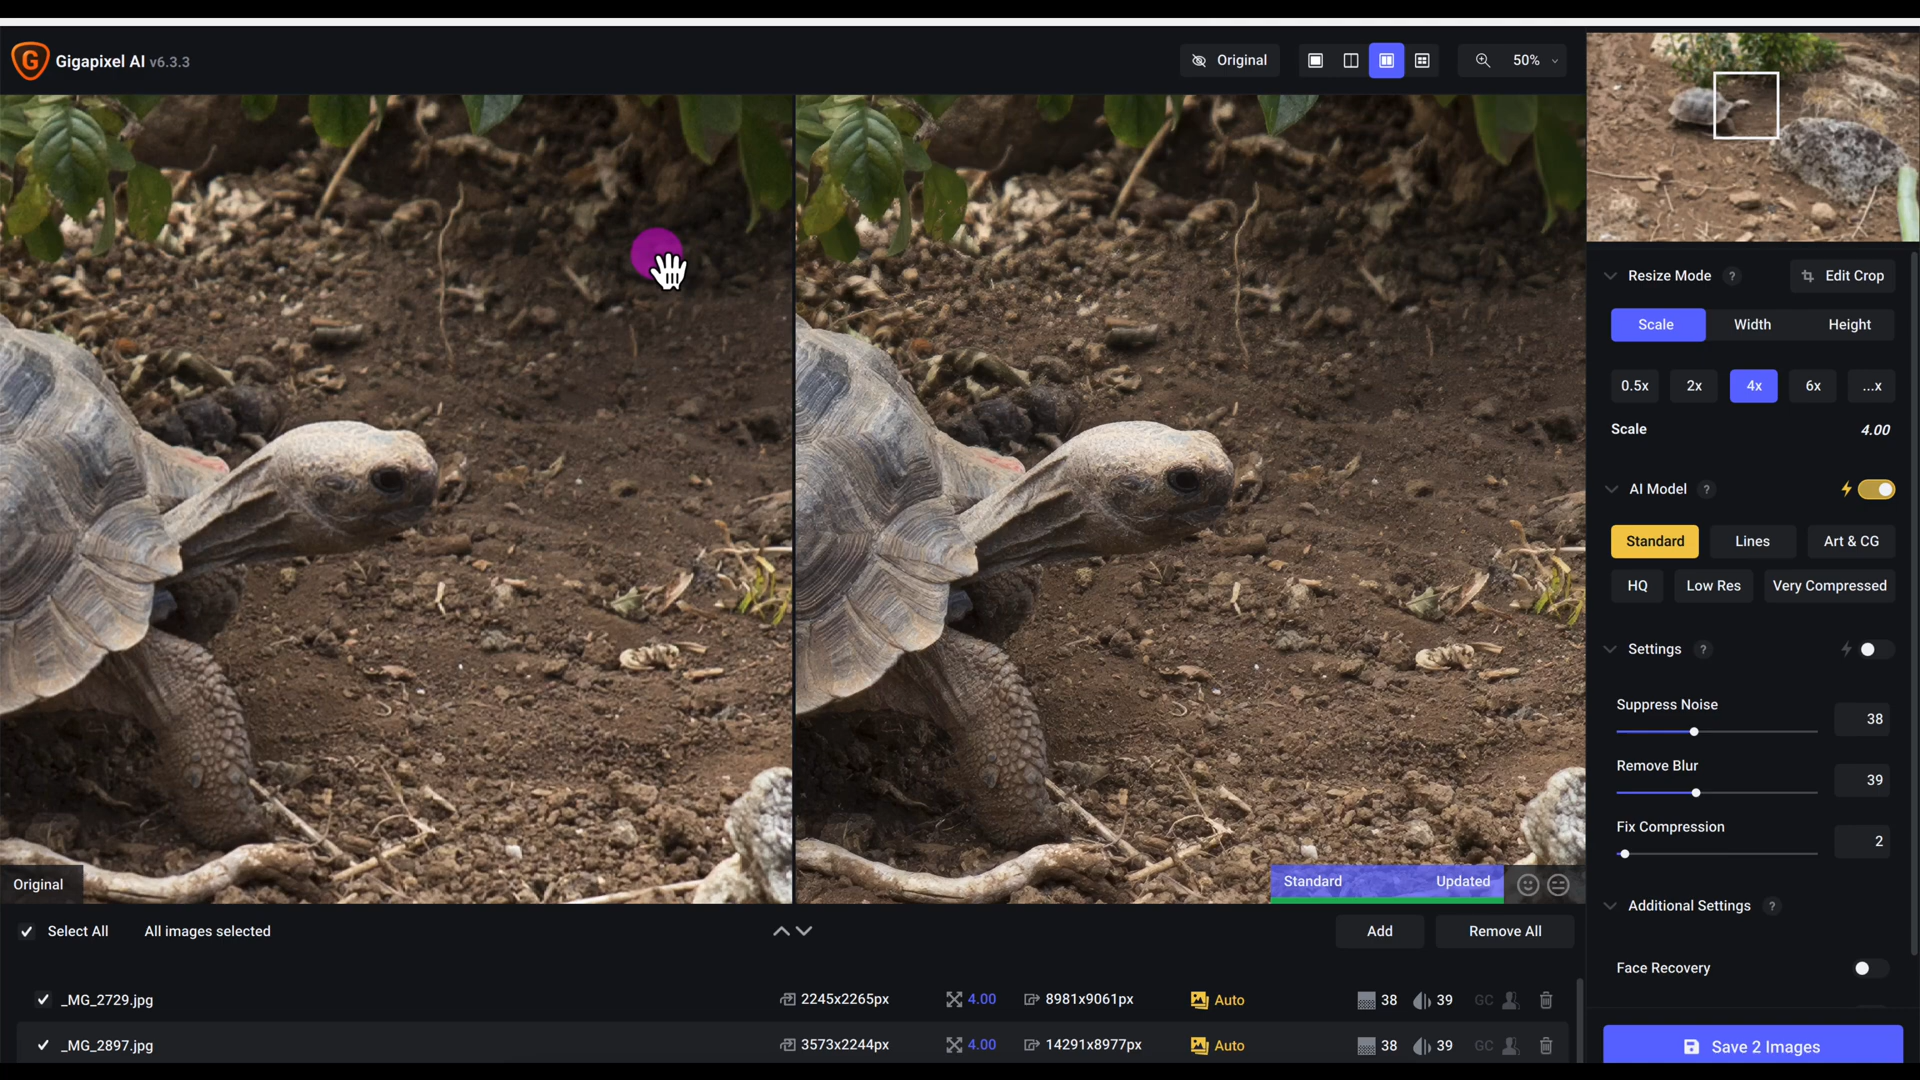 Gigapixel AI v6.3.3
Original
50%
Resize Mode ?
Edit Crop
Scale Width Height
0.5x 2x 4x 6x ...x
Scale 4.00
AI Model ?
Standard Lines Art & CG
HQ Low Res Very Compressed
Settings ?
Suppress Noise 38
Remove Blur 39
Fix Compression 2
Additional Settings ?
Face Recovery
Original
Standard Updated
Select All All images selected
Add Remove All
_MG_2729.jpg 2245x2265px 4.00 8981x9061px Auto 38 39 GC
_MG_2897.jpg 3573x2244px 4.00 14291x8977px Auto 38 39 GC
Save 2 Images